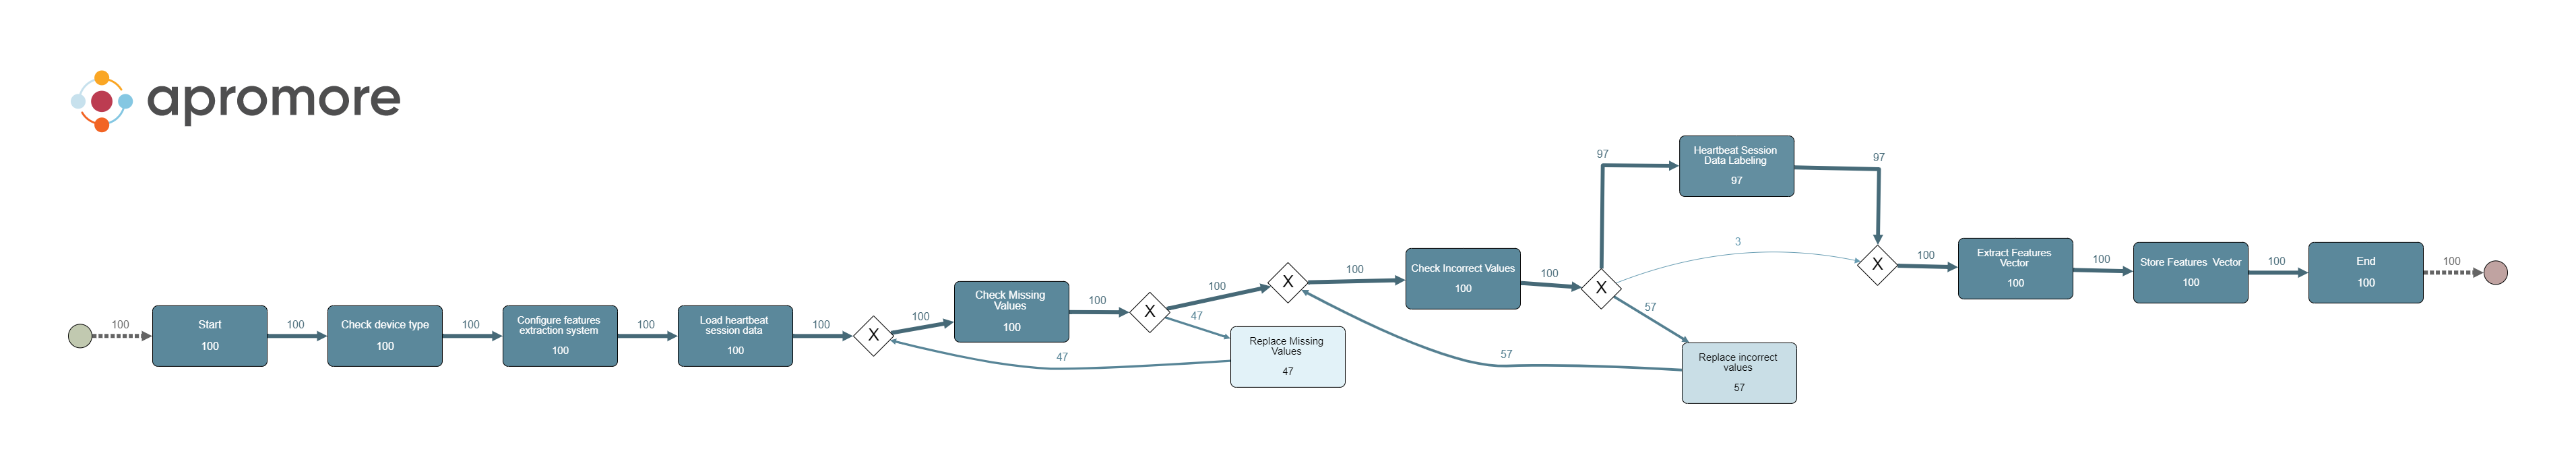 apromore
100
Start
100
100
Check device type
100
100
Configure features
extraction system
100
100
Load heartbeat
session data
100
100
X
100
Check Missing
Values
100
100
X
100
47
Replace Missing
Values
47
47
X
100
Check Incorrect Values
100
100
X
97
Heartbeat Session
Data Labeling
97
97
3
57
Replace incorrect
values
57
57
X
100
Extract Features
Vector
100
100
Store Features  Vector
100
100
End
100
100